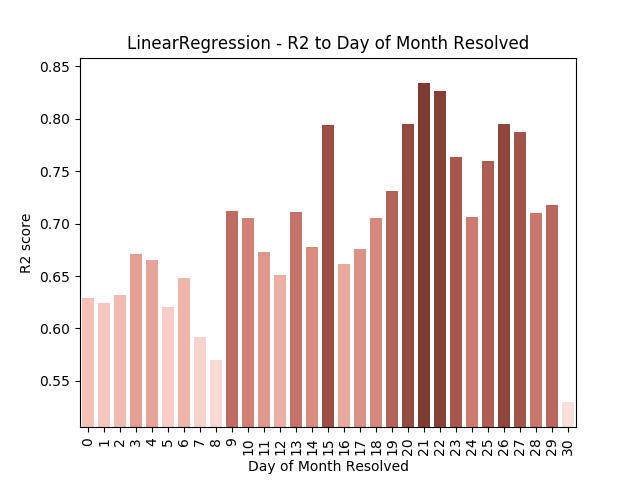 LinearRegression - R2 to Day of Month Resolved
0.85
0.80
0.75
0.70
0.65
0.60
0.55
R2 score
0 1 2 3 4 5 6 7 8 9 10 11 12 13 14 15 16 17 18 19 20 21 22 23 24 25 26 27 28 29 30
Day of Month Resolved